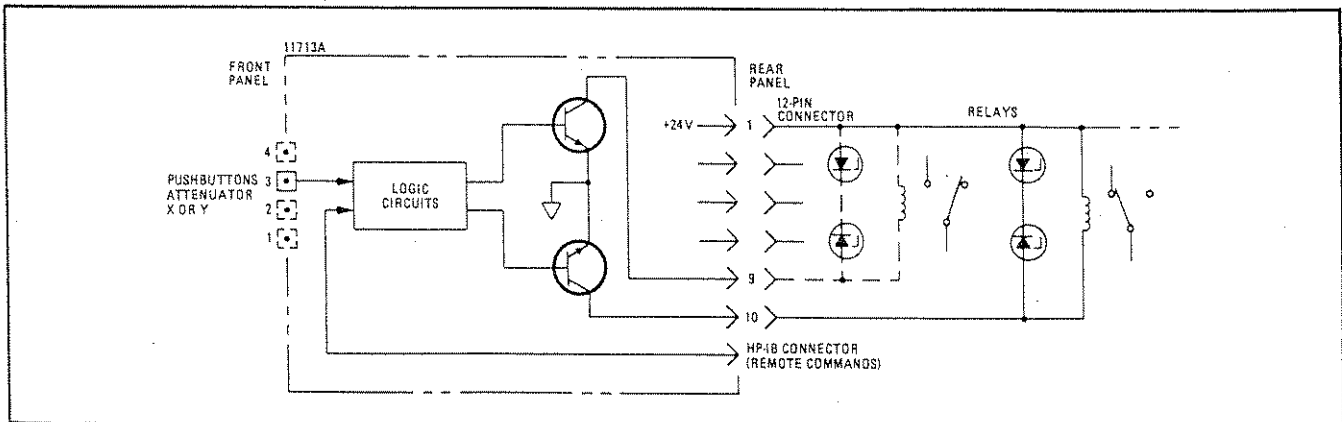 11713A
FRONT
PANEL
4
PUSHBUTTONS 3
ATTENUATOR
X OR Y
2
1
LOGIC
CIRCUITS
REAR
PANEL
12-PIN
CONNECTOR
+24V
1
RELAYS
9
10
HP-IB CONNECTOR
(REMOTE COMMANDS)